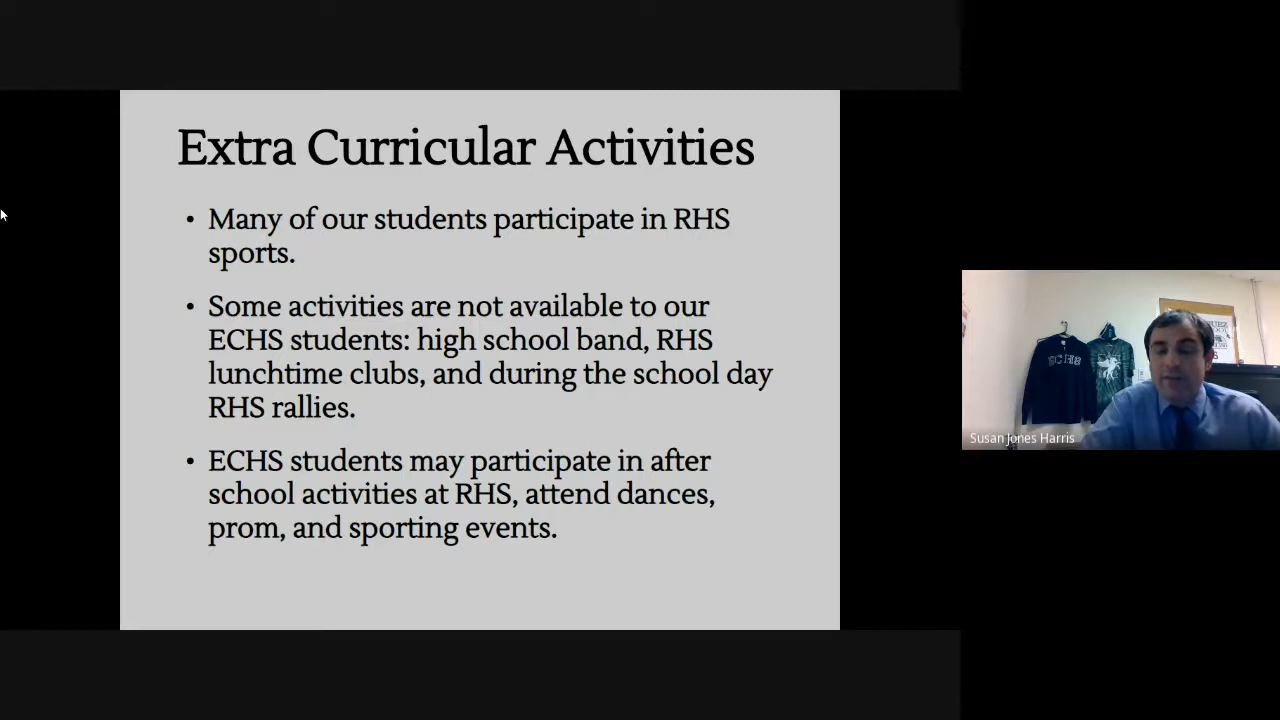 Extra Curricular Activities
• Many of our students participate in RHS
sports.
• Some activities are not available to our
ECHS students: high school band, RHS
lunchtime clubs, and during the school day
RHS rallies.
• ECHS students may participate in after
school activities at RHS, attend dances,
prom, and sporting events.
ECHS
Susan Jones Harris